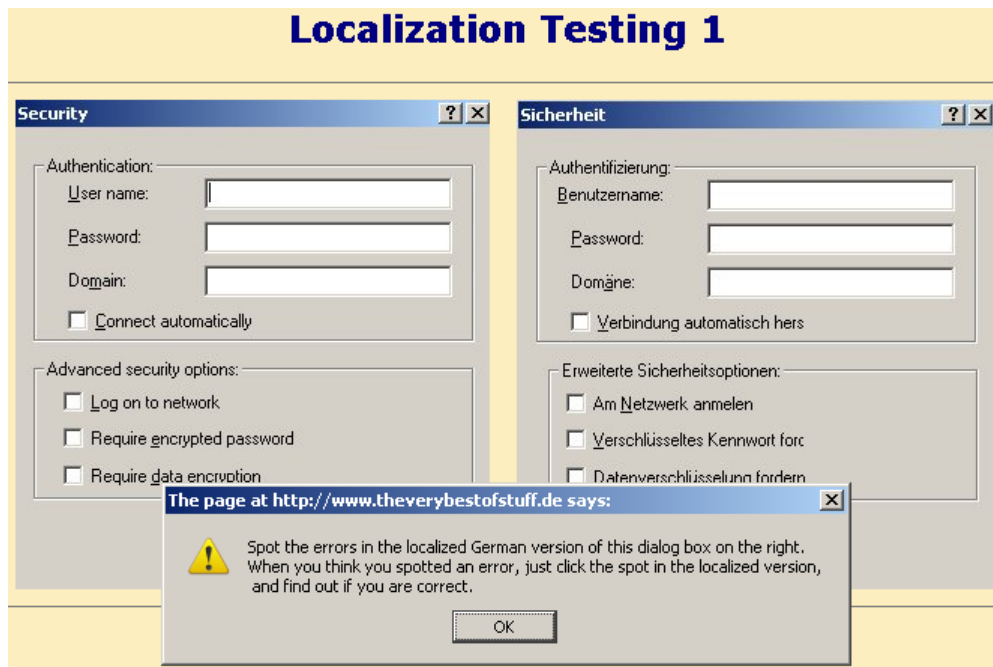 Localization Testing 1
Security
Authentication:
User name:
Password:
Domain:
Connect automatically
Advanced security options:
Log on to network
Require encrypted password
Require data encryption
Sicherheit
Authentifizierung:
Benutzername:
Password:
Domäne:
Verbindung automatisch hers
Erweiterte Sicherheitsoptionen:
Am Netzwerk anmelen
Verschlüsseltes Kennwort forc
Datenverschlüsselung fordern
The page at http://www.theverybestofstuff.de says:
Spot the errors in the localized German version of this dialog box on the right.
When you think you spotted an error, just click the spot in the localized version,
and find out if you are correct.
OK